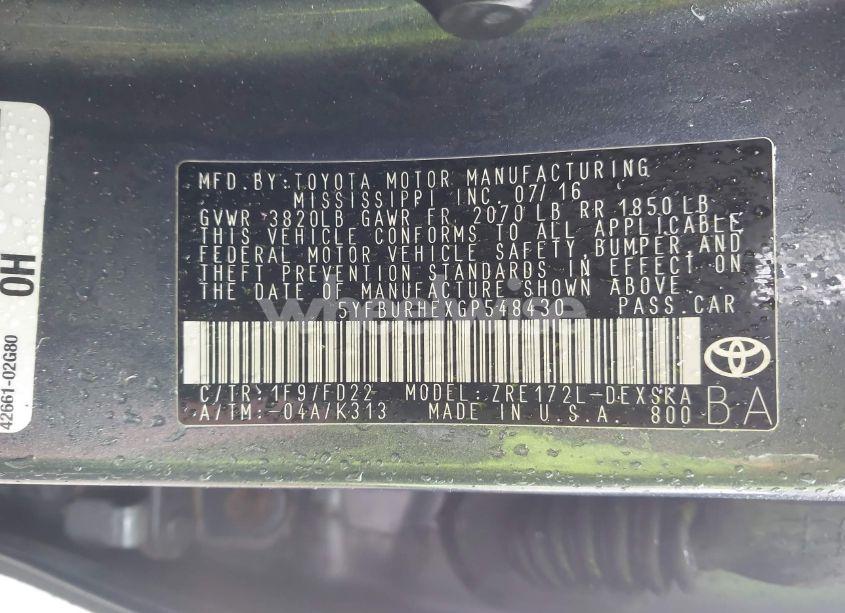 MFD. BY: TOYOTA MOTOR MANUFACTURING
MISSISSIPPI INC. 07/16
GVWR 3820LB GAWR FR. 2070 LB RR 1850 LB
THIS VEHICLE CONFORMS TO ALL APPLICABLE
FEDERAL MOTOR VEHICLE SAFETY, BUMPER AND
THEFT PREVENTION STANDARDS IN EFFECT ON
THE DATE OF MANUFACTURE SHOWN ABOVE.
5YFBURHEXGP548430 PASS.CAR
C/TR: 1F9/FD22 MODEL: ZRE172L-DEXSKA
A/TM: -04A/K313 MADE IN U.S.A. 800
BA
42661-02G80
0H